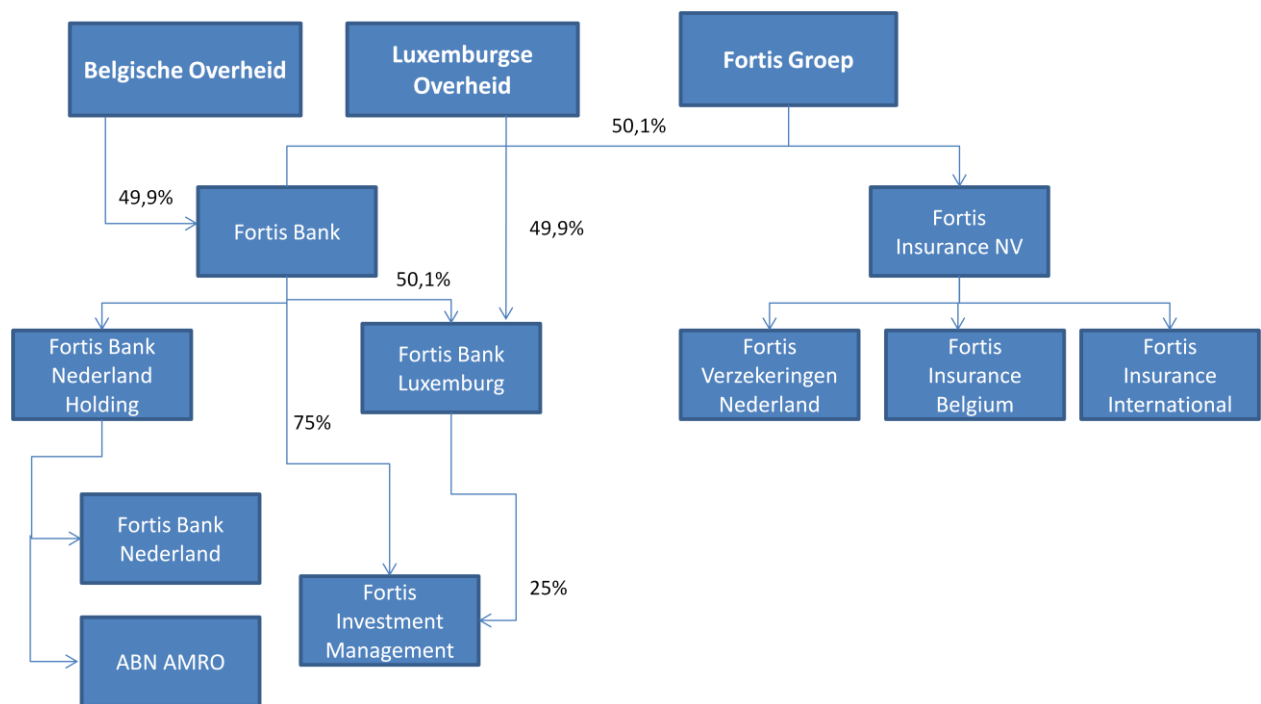 Belgische Overheid
Luxemburgse
Overheid
Fortis Groep
50,1%
49,9%
Fortis Bank
49,9%
Fortis
Insurance NV
50,1%
Fortis Bank
Nederland
Holding
Fortis Bank
Luxemburg
Fortis
Verzekeringen
Nederland
Fortis
Insurance
Belgium
Fortis
Insurance
International
75%
Fortis Bank
Nederland
Fortis
Investment
Management
25%
ABN AMRO